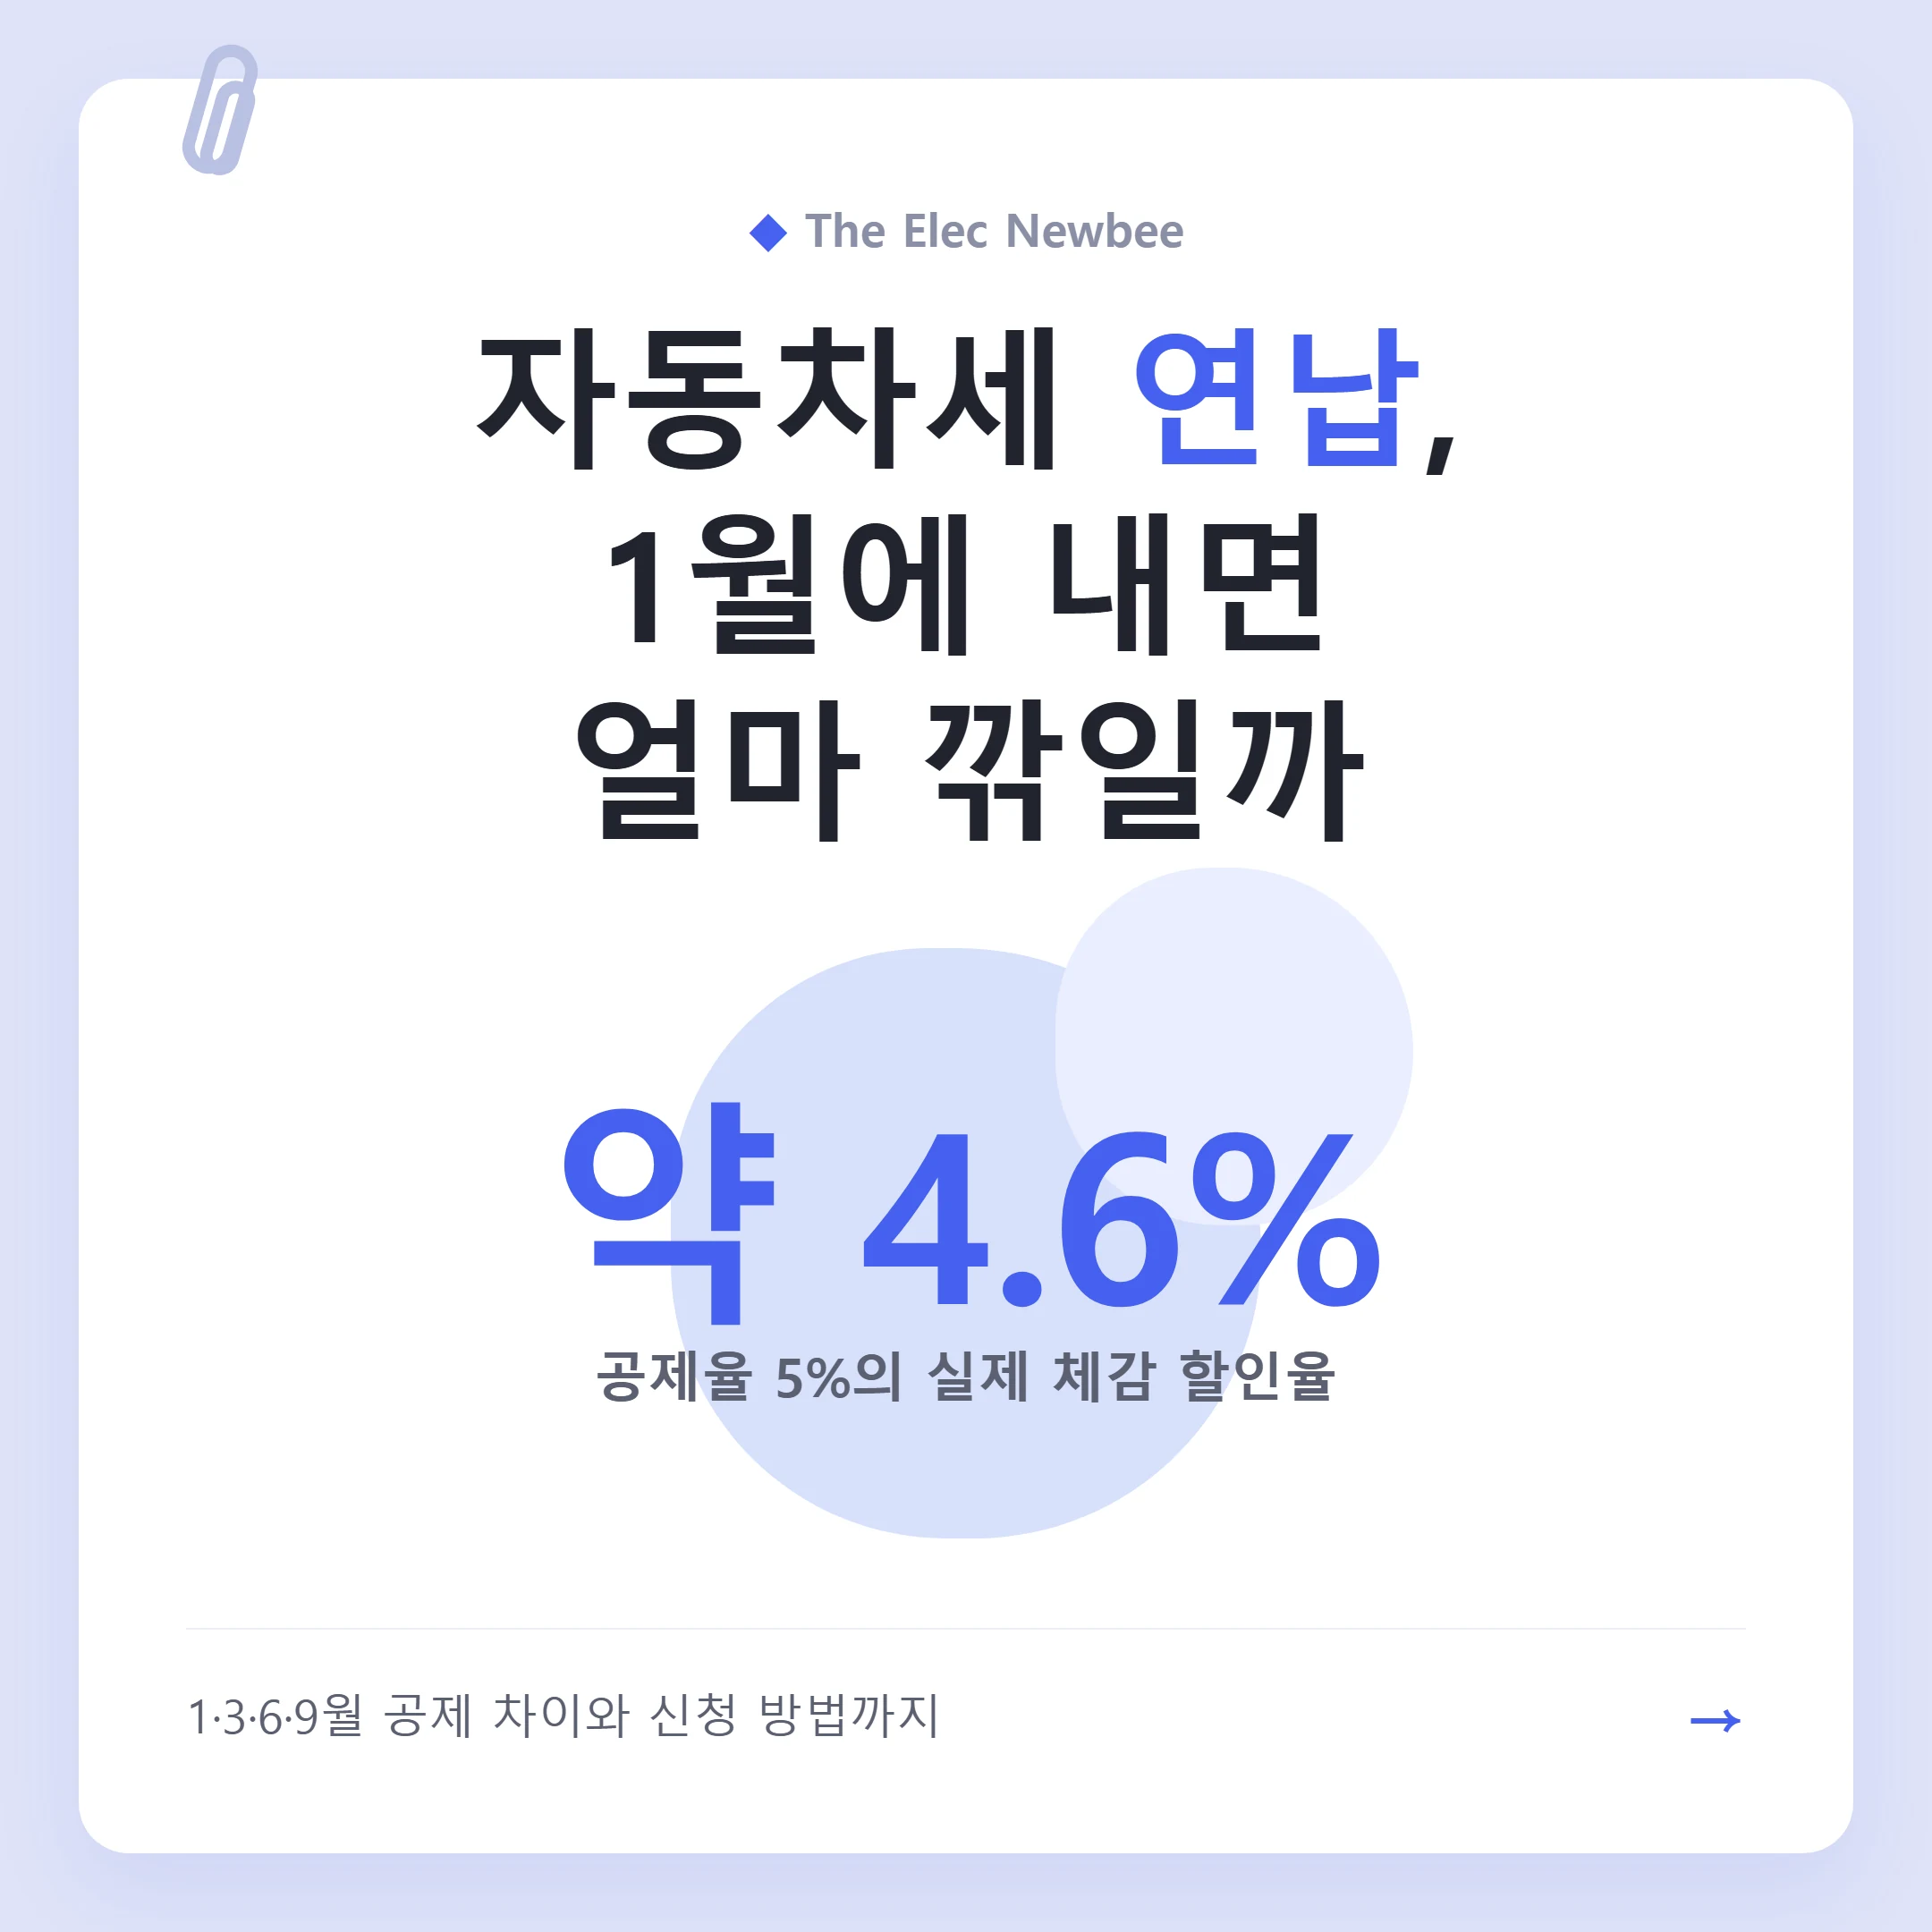 ◆ The Elec Newbee
자동차세 연납,
1월에 내면
얼마 깎일까
약 4.6%
공제율 5%의 실제 체감 할인율
1·3·6·9월 공제 차이와 신청 방법까지 →